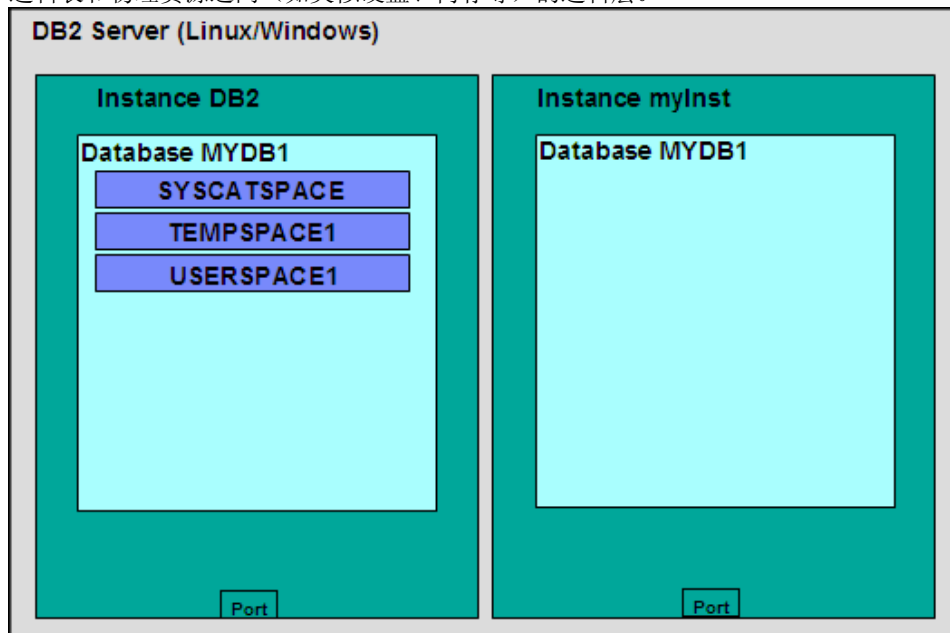 DB2 Server (Linux/Windows)
Instance DB2
Database MYDB1
SYSCATSPACE
TEMPSPACE1
USERSPACE1
Port
Instance myInst
Database MYDB1
Port